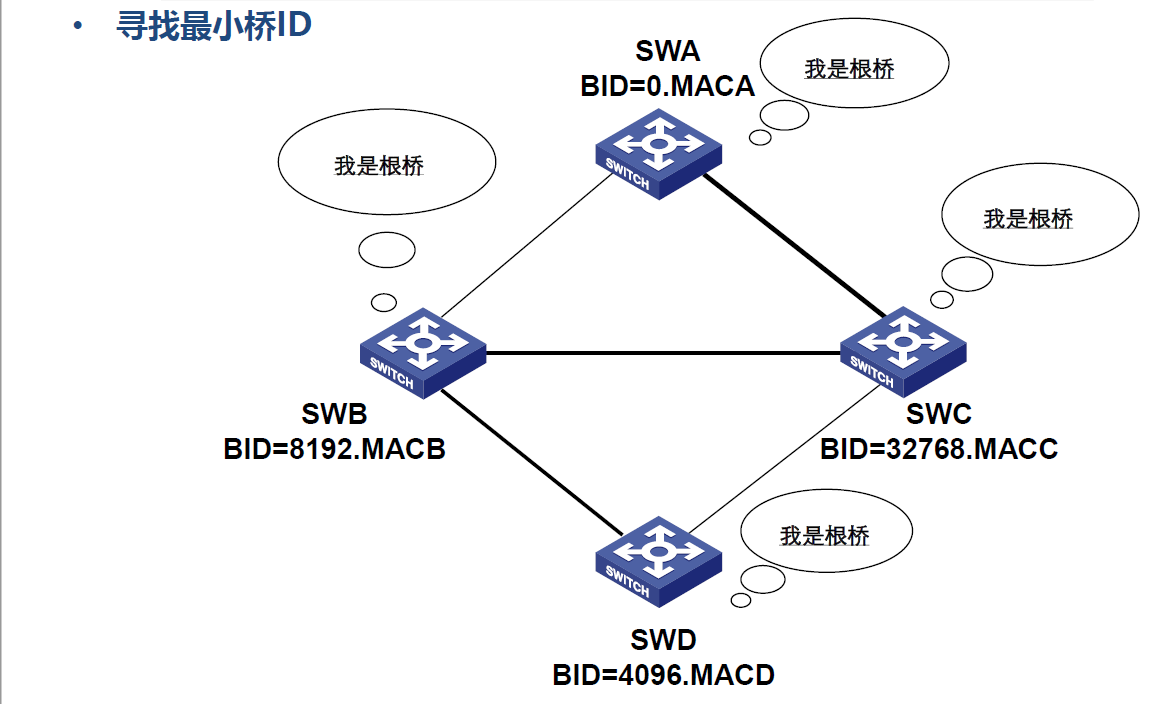 • 寻找最小桥ID
SWA
BID=0.MACA
我是根桥
我是根桥
我是根桥
SWITCH
SWITCH
SWITCH
SWB
BID=8192.MACB
SWC
BID=32768.MACC
我是根桥
SWITCH
SWD
BID=4096.MACD